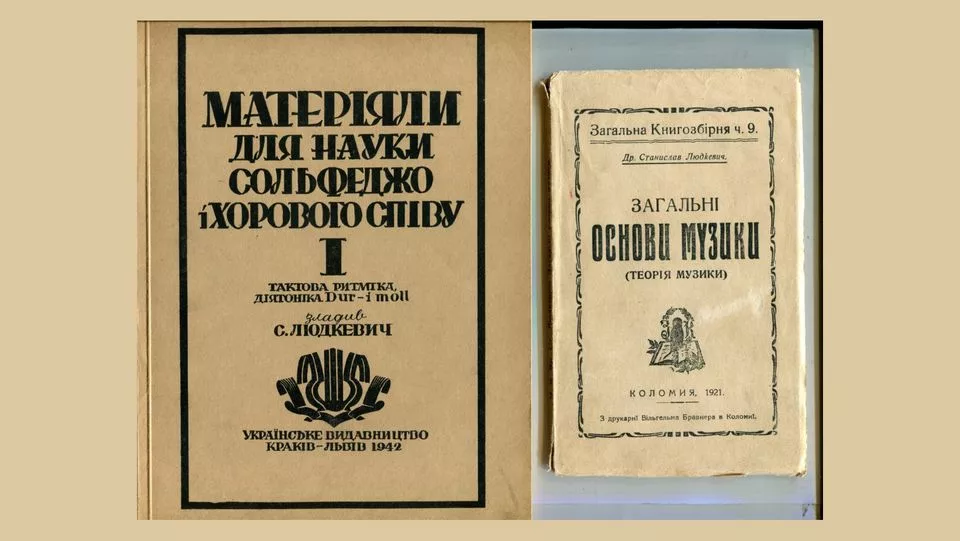 МАТЕРІЯЛИ
ДЛЯ НАУКИ
СОЛЬФЕДЖО
і ХОРОВОГО СПІВУ
I
ТАКТОВА РИТМІКА,
ДІЯТОНІКА Dur – i moll
зладив
С. ЛЮДКЕВИЧ
УКРАЇНСЬКЕ ВИДАВНИЦТВО
КРАКІВ – ЛЬВІВ 1942
Загальна Книгозбірня ч. 9.
Др. Станислав Людкевич.
ЗАГАЛЬНІ
ОСНОВИ МУЗИКИ
(ТЕОРІЯ МУЗИКИ)
КОЛОМИЯ, 1921.
З друкарні Вільгельма Бравнера в Коломиї.